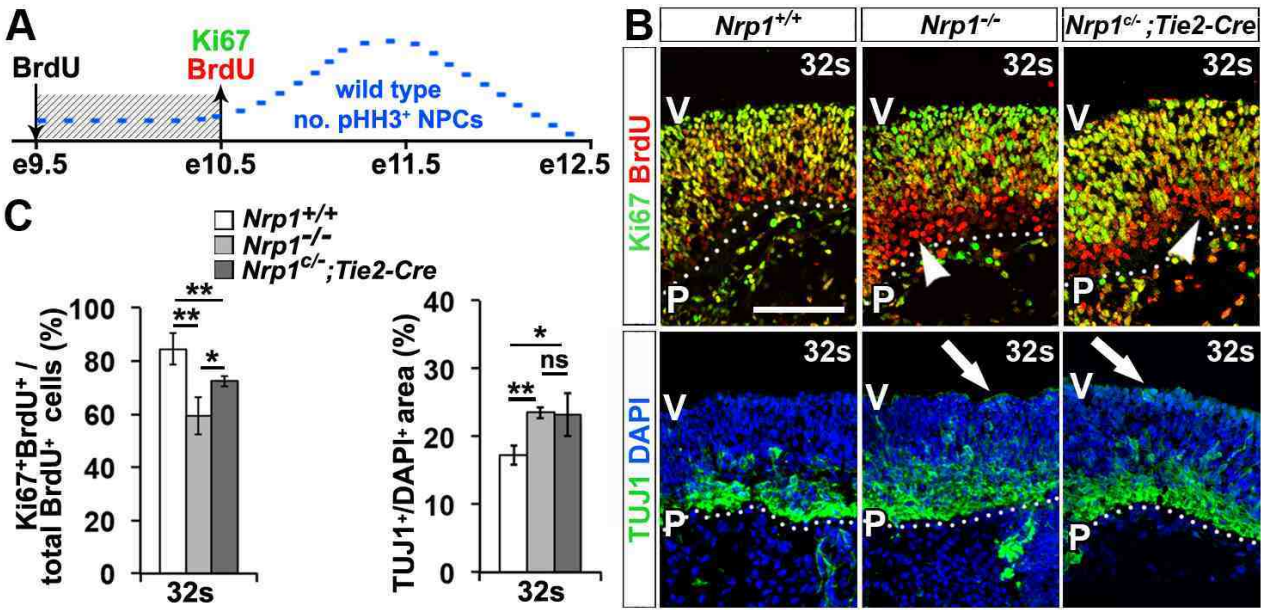 A
BrdU
Ki67
BrdU
wild type
no. pHH3⁺ NPCs
e9.5
e10.5
e11.5
e12.5
B
Nrp1⁺/⁺
Nrp1⁻/⁻
Nrp1ᶜ/⁻;Tie2-Cre
Ki67 BrdU
32s
V
P
32s
V
P
32s
V
P
TUJ1 DAPI
32s
V
P
32s
V
P
32s
V
P
C
Nrp1⁺/⁺
Nrp1⁻/⁻
Nrp1ᶜ/⁻;Tie2-Cre
Ki67⁺BrdU⁺ /
total BrdU⁺ cells (%)
100
80
60
40
80
20
0
**
**
*
32s
TUJ1⁺/DAPI⁺ area (%)
40
30
20
10
0
*
ns
**
32s